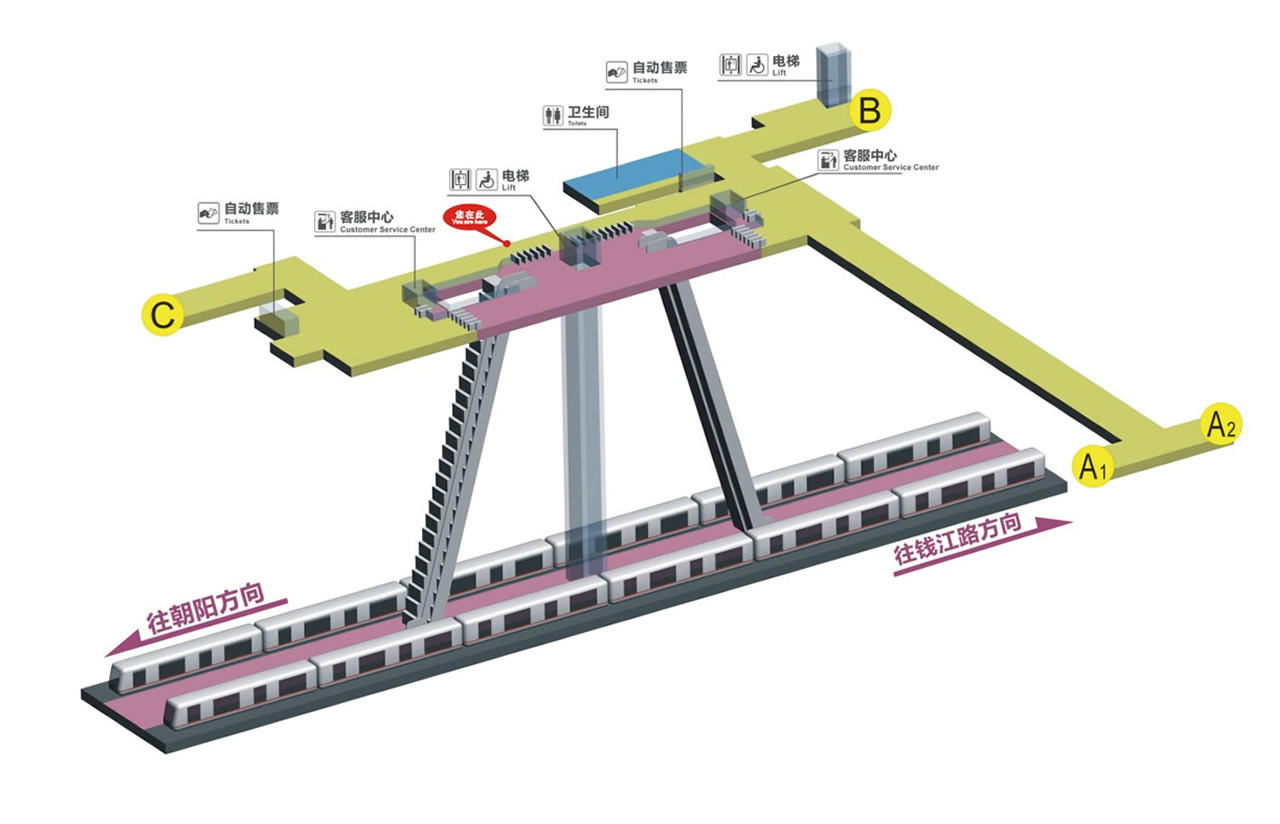 电梯
Lift
自动售票
Tickets
B
卫生间
Toilets
客服中心
Customer Service Center
电梯
Lift
自动售票
Tickets
客服中心
Customer Service Center
您在此
You are here
C
A2
A1
往钱江路方向
往朝阳方向